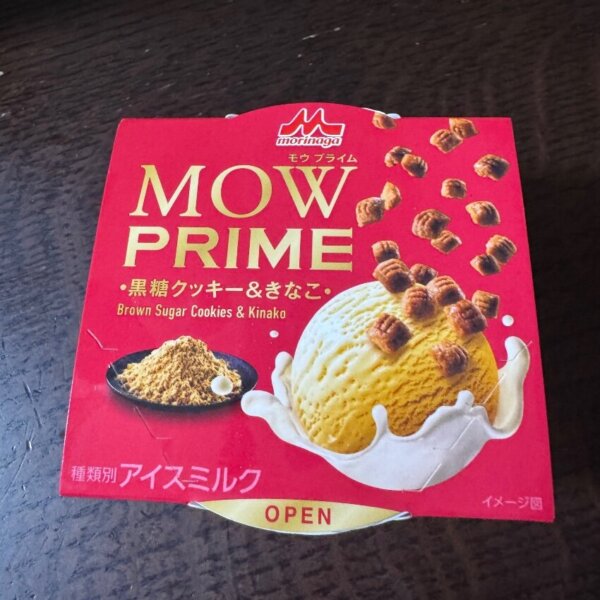 morinaga
モウ プライム
MOW
PRIME
・黒糖クッキー&きなこ・
Brown Sugar Cookies & Kinako
種類別 アイスミルク
イメージ図
OPEN